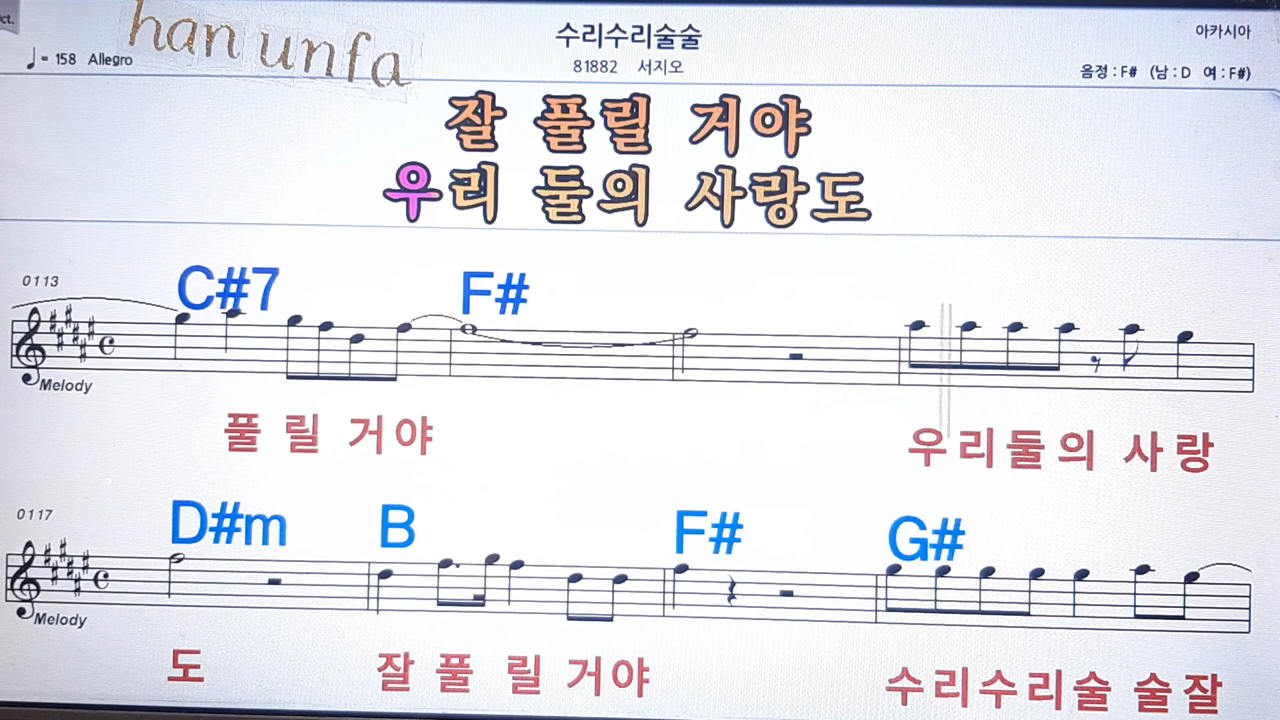 ct.
han unfa
수리수리술술
아카시아
♩= 158 Allegro
81882 서지오
음정 : F# (남 : D 여 : F#)
잘 풀릴 거야
우리 둘의 사랑도
0113
C#7 F#
Melody
풀 릴 거야 우리둘의 사랑
0117
D#m B F# G#
Melody
도 잘 풀 릴 거야 수리수리술 술잘